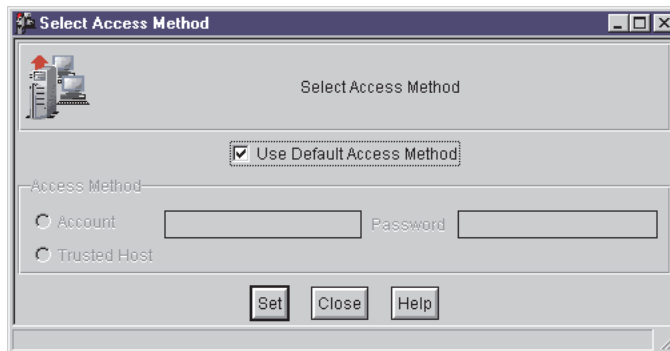 Select Access Method
Select Access Method
Use Default Access Method
Access Method
Account Password
Trusted Host
Set Close Help